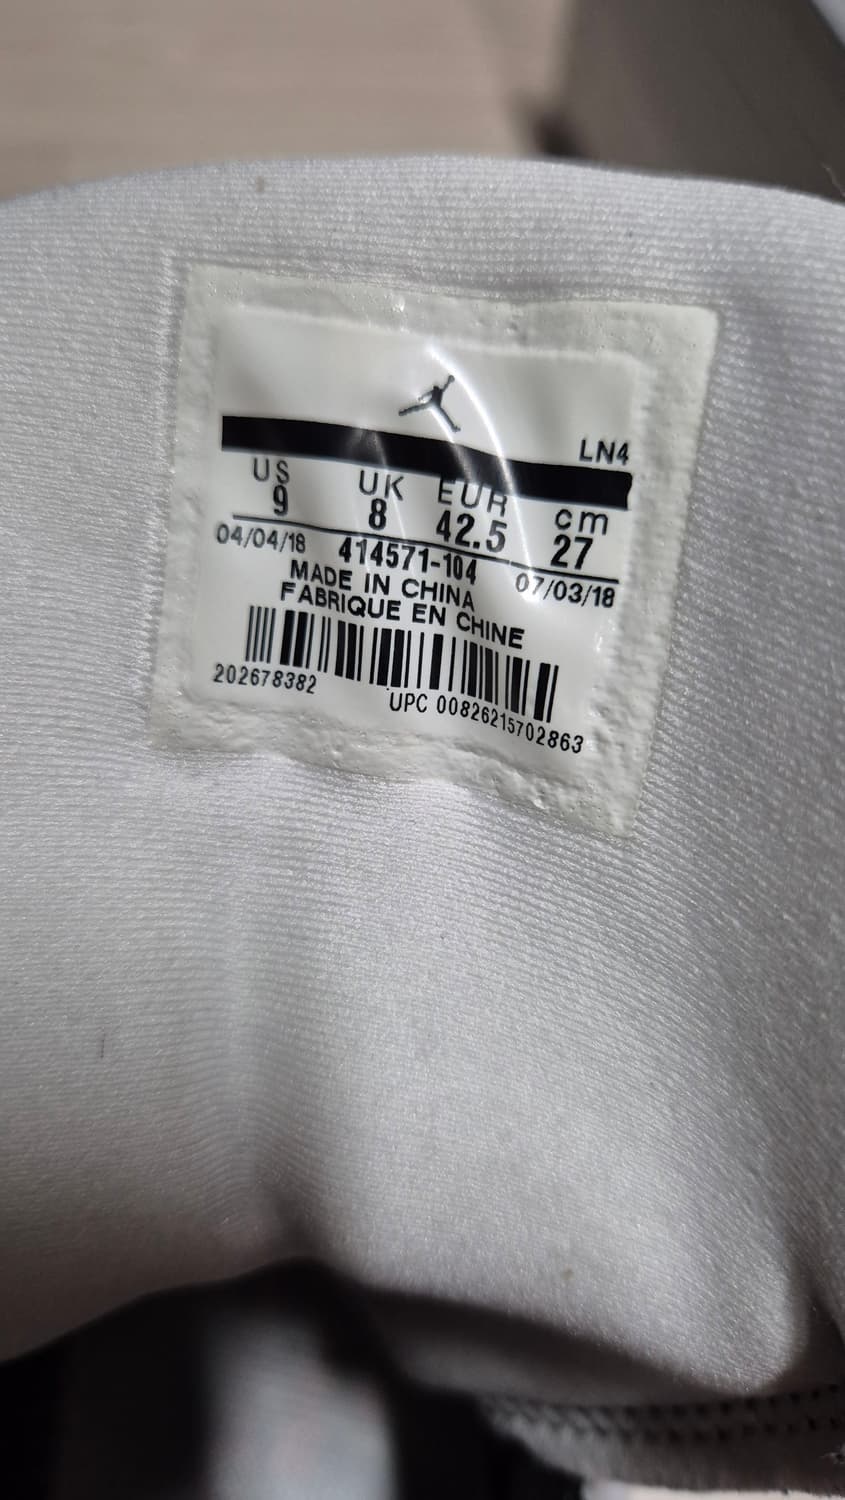 LN4
US UK EUR cm
9 8 42.5 27
04/04/18 414571-104 07/03/18
MADE IN CHINA
FABRIQUE EN CHINE
202678382 UPC 00826215702863